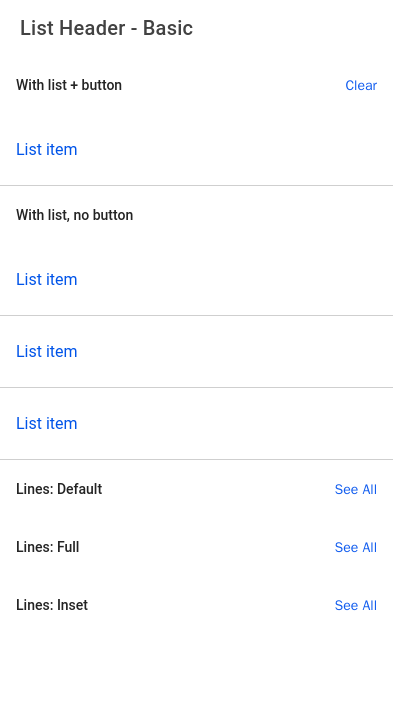 List Header - Basic
With list + button Clear
List item
With list, no button
List item
List item
List item
Lines: Default See All
Lines: Full See All
Lines: Inset See All